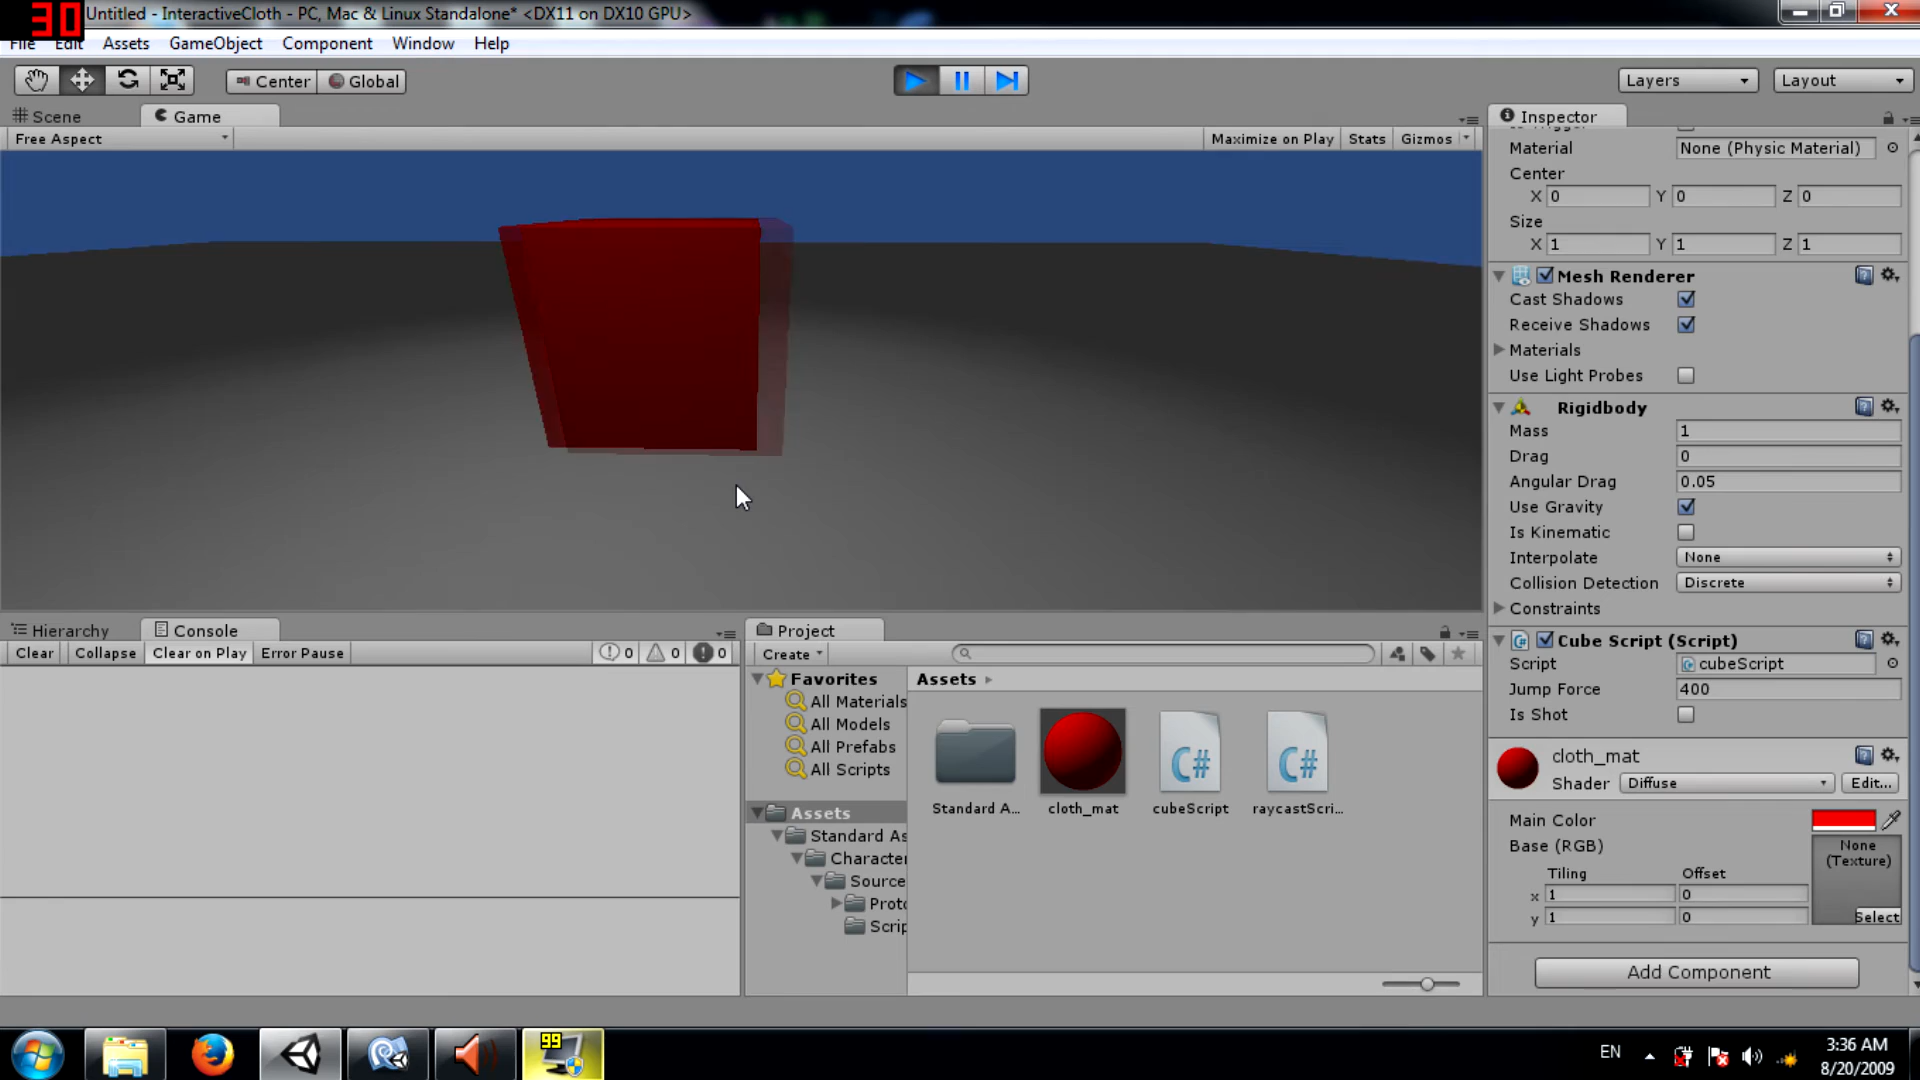 30
Untitled - InteractiveCloth - PC, Mac & Linux Standalone* <DX11 on DX10 GPU>
File Edit Assets GameObject Component Window Help
Center Global
Layers Layout
Scene Game
Free Aspect
Maximize on Play Stats Gizmos
Inspector
Material None (Physic Material)
Center
X 0 Y 0 Z 0
Size
X 1 Y 1 Z 1
Mesh Renderer
Cast Shadows
Receive Shadows
Materials
Use Light Probes
Rigidbody
Mass 1
Drag 0
Angular Drag 0.05
Use Gravity
Is Kinematic
Interpolate None
Collision Detection Discrete
Constraints
Cube Script (Script)
Script cubeScript
Jump Force 400
Is Shot
cloth_mat
Shader Diffuse Edit...
Main Color
Base (RGB)
None
(Texture)
Tiling Offset
x 1 0
y 1 0
Select
Add Component
Hierarchy Console
Clear Collapse Clear on Play Error Pause 0 0 0
Project
Create
Favorites
All Materials
All Models
All Prefabs
All Scripts
Assets
Standard As
Character
Source
Proto
Scrip
Assets
Standard A...
cloth_mat
cubeScript
raycastScri...
C#
C#
99
EN
3:36 AM
8/20/2009